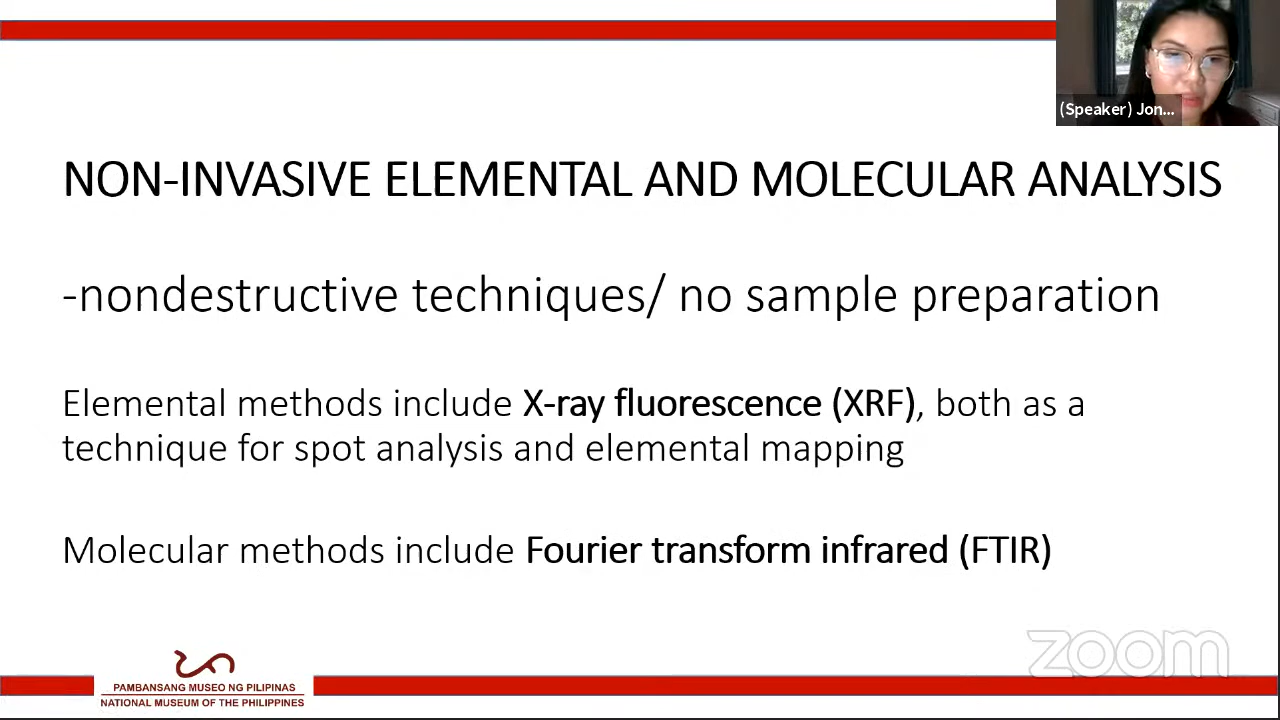 (Speaker) Jon...
NON-INVASIVE ELEMENTAL AND MOLECULAR ANALYSIS
-nondestructive techniques/ no sample preparation
Elemental methods include X-ray fluorescence (XRF), both as a
technique for spot analysis and elemental mapping
Molecular methods include Fourier transform infrared (FTIR)
zoom
PAMBANSANG MUSEO NG PILIPINAS
NATIONAL MUSEUM OF THE PHILIPPINES